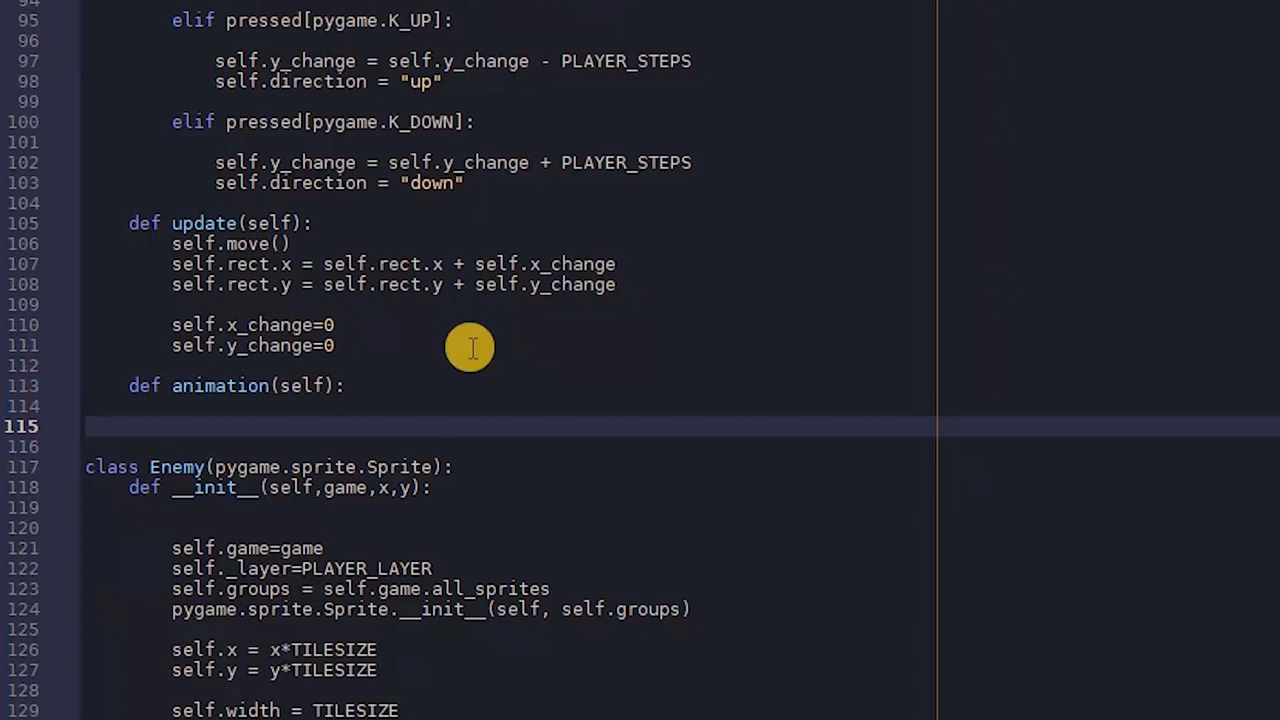 94
95 elif pressed[pygame.K_UP]:
96
97 self.y_change = self.y_change - PLAYER_STEPS
98 self.direction = "up"
99
100 elif pressed[pygame.K_DOWN]:
101
102 self.y_change = self.y_change + PLAYER_STEPS
103 self.direction = "down"
104
105 def update(self):
106 self.move()
107 self.rect.x = self.rect.x + self.x_change
108 self.rect.y = self.rect.y + self.y_change
109
110 self.x_change=0
111 self.y_change=0
112
113 def animation(self):
114
115
116
117 class Enemy(pygame.sprite.Sprite):
118 def __init__(self,game,x,y):
119
120
121 self.game=game
122 self._layer=PLAYER_LAYER
123 self.groups = self.game.all_sprites
124 pygame.sprite.Sprite.__init__(self, self.groups)
125
126 self.x = x*TILESIZE
127 self.y = y*TILESIZE
128
129 self.width = TILESIZE